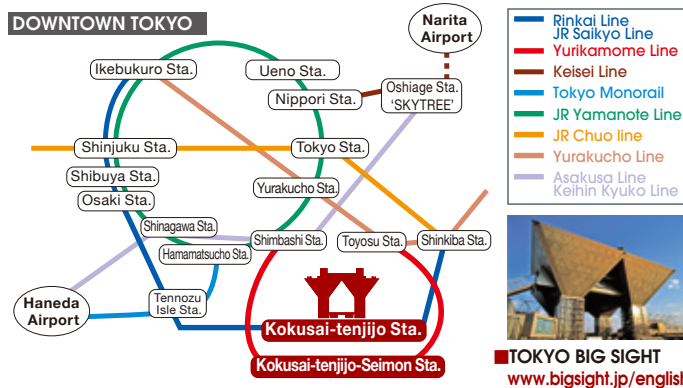 DOWNTOWN TOKYO
Narita
Airport
Ikebukuro Sta.
Ueno Sta.
Nippori Sta.
Oshiage Sta.
‘SKYTREE’
Shinjuku Sta.
Tokyo Sta.
Shibuya Sta.
Osaki Sta.
Yurakucho Sta.
Shinagawa Sta.
Hamamatsucho Sta.
Shimbashi Sta.
Toyosu Sta.
Shinkiba Sta.
Haneda
Airport
Tennozu
Isle Sta.
Kokusai-tenjijo Sta.
Kokusai-tenjijo-Seimon Sta.
Rinkai Line
JR Saikyo Line
Yurikamome Line
Keisei Line
Tokyo Monorail
JR Yamanote Line
JR Chuo line
Yurakucho Line
Asakusa Line
Keihin Kyuko Line
TOKYO BIG SIGHT
www.bigsight.jp/english